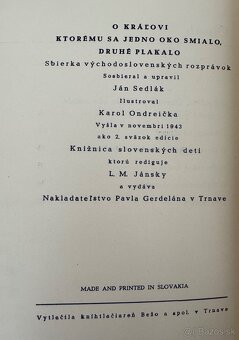 O KRÁĽOVI
KTORÉMU SA JEDNO OKO SMIALO,
DRUHÉ PLAKALO
Sbierka východoslovenských rozprávok
Sosbieral a upravil
Ján Sedlák
Ilustroval
Karol Ondreička
Vyšla v novembri 1943
ako 2. sväzok edície
Knižnica slovenských detí
ktorú rediguje
L. M. Jánsky
a vydáva
Nakladateľstvo Pavla Gerdelána v Trnave
MADE AND PRINTED IN SLOVAKIA
Vytlačila knihtlačiareň Bežo a spol. v Trnave
bazos.sk